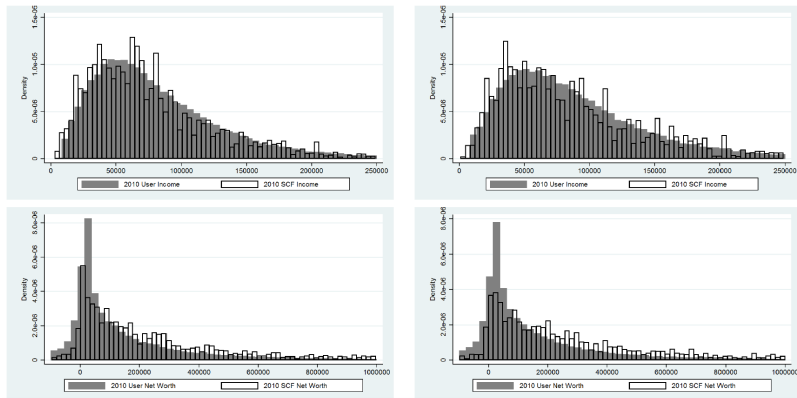 1.5e-05
1.0e-05
5.0e-06
0
Density
0 50000 100000 150000 200000 250000
2010 User Income 2010 SCF Income
1.5e-05
1.0e-05
5.0e-06
0
Density
0 50000 100000 150000 200000 250000
2010 User Income 2010 SCF Income
8.0e-06
6.0e-06
4.0e-06
2.0e-06
0
Density
0 200000 400000 600000 800000 1000000
2010 User Net Worth 2010 SCF Net Worth
8.0e-06
6.0e-06
4.0e-06
2.0e-06
0
Density
0 200000 400000 600000 800000 1000000
2010 User Net Worth 2010 SCF Net Worth